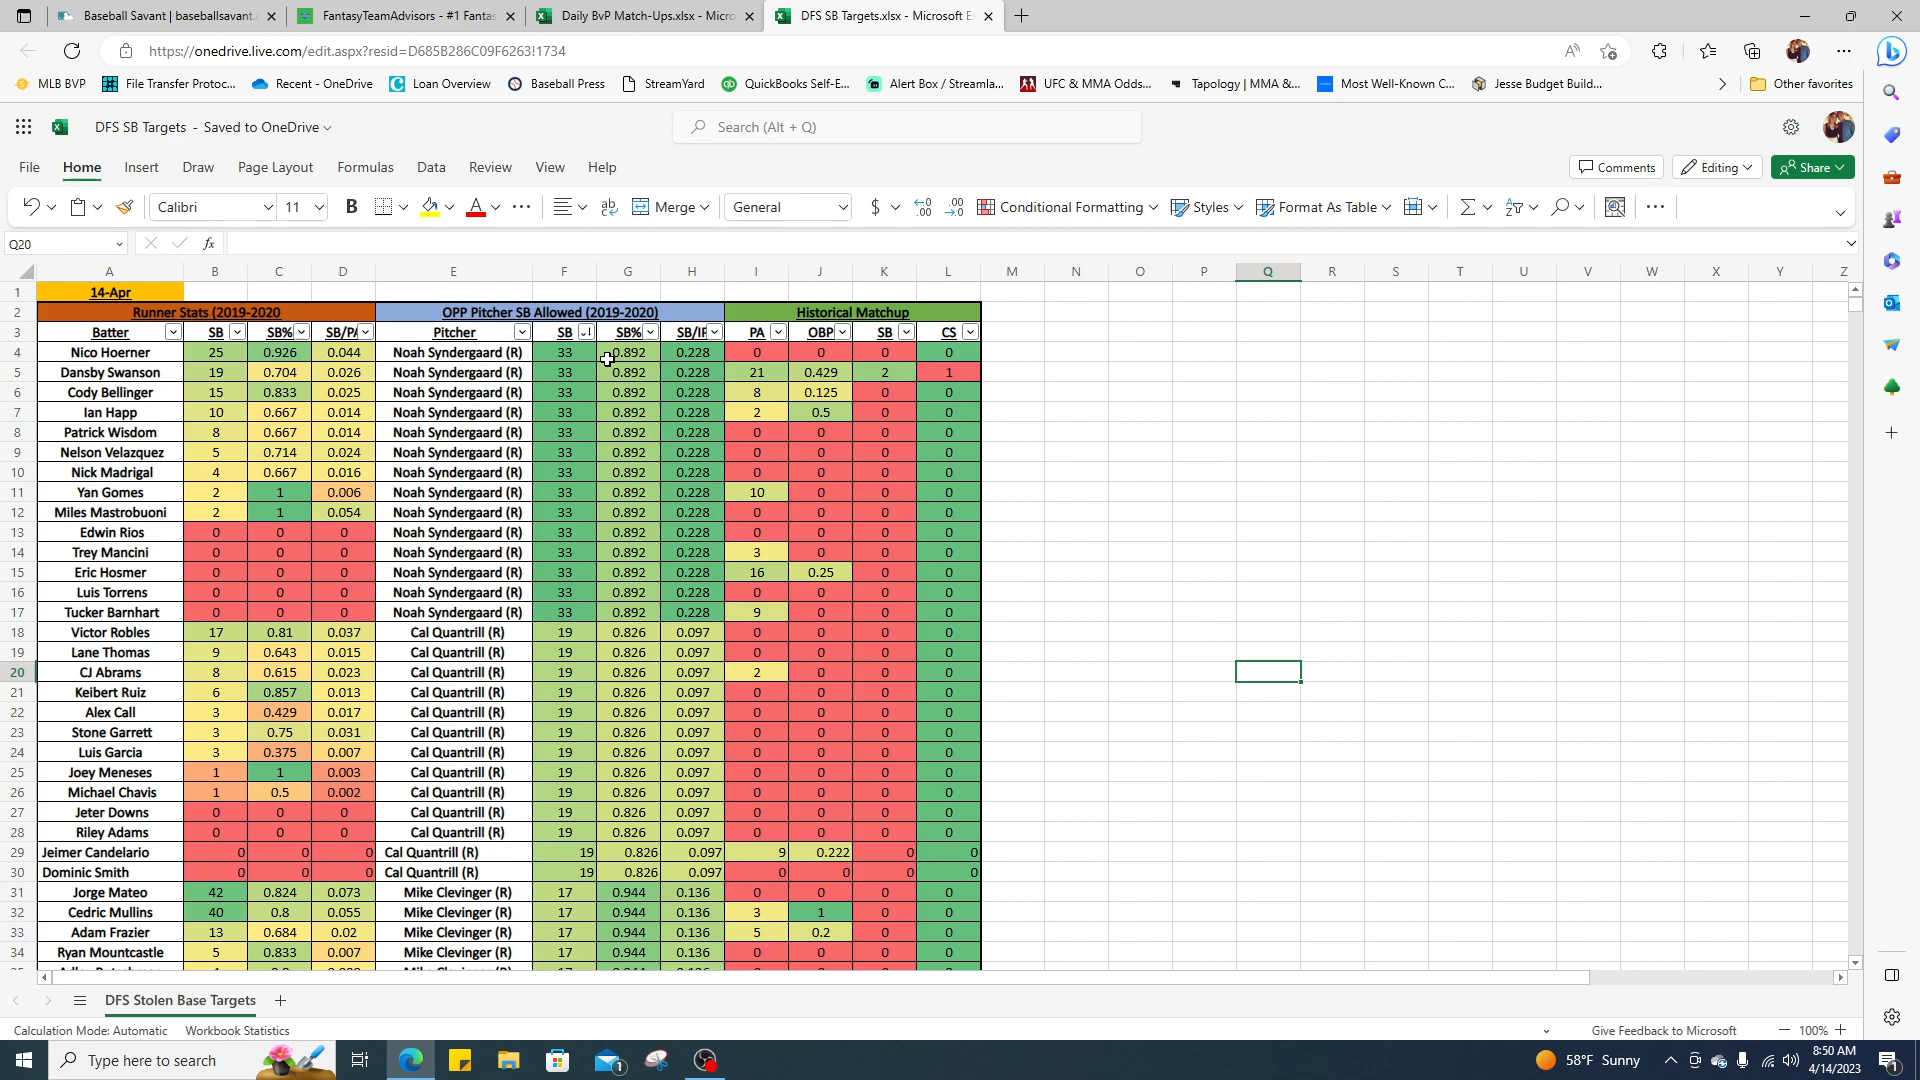 Baseball Savant | baseballsavant.
FantasyTeamAdvisors - #1 Fantas
Daily BvP Match-Ups.xlsx - Micro
DFS SB Targets.xlsx - Microsoft E
https://onedrive.live.com/edit.aspx?resid=D685B286C09F6263!1734
MLB BVP File Transfer Protoc... Recent - OneDrive Loan Overview Baseball Press StreamYard QuickBooks Self-E... Alert Box / Streamla... UFC & MMA Odds... Tapology | MMA &... Most Well-Known C... Jesse Budget Build... Other favorites
DFS SB Targets - Saved to OneDrive
Search (Alt + Q)
File Home Insert Draw Page Layout Formulas Data Review View Help Comments Editing Share
Calibri 11 B A Merge General $ Conditional Formatting Styles Format As Table
Q20 fx
A B C D E F G H I J K L M N O P Q R S T U V W X Y Z
1 14-Apr
2 Runner Stats (2019-2020 OPP Pitcher SB Allowed (2019-2020) Historical Matchup
3 Batter SB SB% SB/PA Pitcher SB SB% SB/IP PA OBP SB CS
4 Nico Hoerner 25 0.926 0.044 Noah Syndergaard (R) 33 0.892 0.228 0 0 0 0
5 Dansby Swanson 19 0.704 0.026 Noah Syndergaard (R) 33 0.892 0.228 21 0.429 2 1
6 Cody Bellinger 15 0.833 0.025 Noah Syndergaard (R) 33 0.892 0.228 8 0.125 0 0
7 Ian Happ 10 0.667 0.014 Noah Syndergaard (R) 33 0.892 0.228 2 0.5 0 0
8 Patrick Wisdom 8 0.667 0.014 Noah Syndergaard (R) 33 0.892 0.228 0 0 0 0
9 Nelson Velazquez 5 0.714 0.024 Noah Syndergaard (R) 33 0.892 0.228 0 0 0 0
10 Nick Madrigal 4 0.667 0.016 Noah Syndergaard (R) 33 0.892 0.228 0 0 0 0
11 Yan Gomes 2 1 0.006 Noah Syndergaard (R) 33 0.892 0.228 10 0 0 0
12 Miles Mastrobuoni 2 1 0.054 Noah Syndergaard (R) 33 0.892 0.228 0 0 0 0
13 Edwin Rios 0 0 0 Noah Syndergaard (R) 33 0.892 0.228 0 0 0 0
14 Trey Mancini 0 0 0 Noah Syndergaard (R) 33 0.892 0.228 3 0 0 0
15 Eric Hosmer 0 0 0 Noah Syndergaard (R) 33 0.892 0.228 16 0.25 0 0
16 Luis Torrens 0 0 0 Noah Syndergaard (R) 33 0.892 0.228 0 0 0 0
17 Tucker Barnhart 0 0 0 Noah Syndergaard (R) 33 0.892 0.228 9 0 0 0
18 Victor Robles 17 0.81 0.037 Cal Quantrill (R) 19 0.826 0.097 0 0 0 0
19 Lane Thomas 9 0.643 0.015 Cal Quantrill (R) 19 0.826 0.097 0 0 0 0
20 CJ Abrams 8 0.615 0.023 Cal Quantrill (R) 19 0.826 0.097 2 0 0 0
21 Keibert Ruiz 6 0.857 0.013 Cal Quantrill (R) 19 0.826 0.097 0 0 0 0
22 Alex Call 3 0.429 0.017 Cal Quantrill (R) 19 0.826 0.097 0 0 0 0
23 Stone Garrett 3 0.75 0.031 Cal Quantrill (R) 19 0.826 0.097 0 0 0 0
24 Luis Garcia 3 0.375 0.007 Cal Quantrill (R) 19 0.826 0.097 0 0 0 0
25 Joey Meneses 1 1 0.003 Cal Quantrill (R) 19 0.826 0.097 0 0 0 0
26 Michael Chavis 1 0.5 0.002 Cal Quantrill (R) 19 0.826 0.097 0 0 0 0
27 Jeter Downs 0 0 0 Cal Quantrill (R) 19 0.826 0.097 0 0 0 0
28 Riley Adams 0 0 0 Cal Quantrill (R) 19 0.826 0.097 0 0 0 0
29 Jeimer Candelario 0 0 0 Cal Quantrill (R) 19 0.826 0.097 9 0.222 0 0
30 Dominic Smith 0 0 0 Cal Quantrill (R) 19 0.826 0.097 0 0 0 0
31 Jorge Mateo 42 0.824 0.073 Mike Clevinger (R) 17 0.944 0.136 0 0 0 0
32 Cedric Mullins 40 0.8 0.055 Mike Clevinger (R) 17 0.944 0.136 3 1 0 0
33 Adam Frazier 13 0.684 0.02 Mike Clevinger (R) 17 0.944 0.136 5 0.2 0 0
34 Ryan Mountcastle 5 0.833 0.007 Mike Clevinger (R) 17 0.944 0.136 0 0 0 0
DFS Stolen Base Targets
Calculation Mode: Automatic Workbook Statistics Give Feedback to Microsoft 100%
Type here to search 58°F Sunny 8:50 AM
4/14/2023